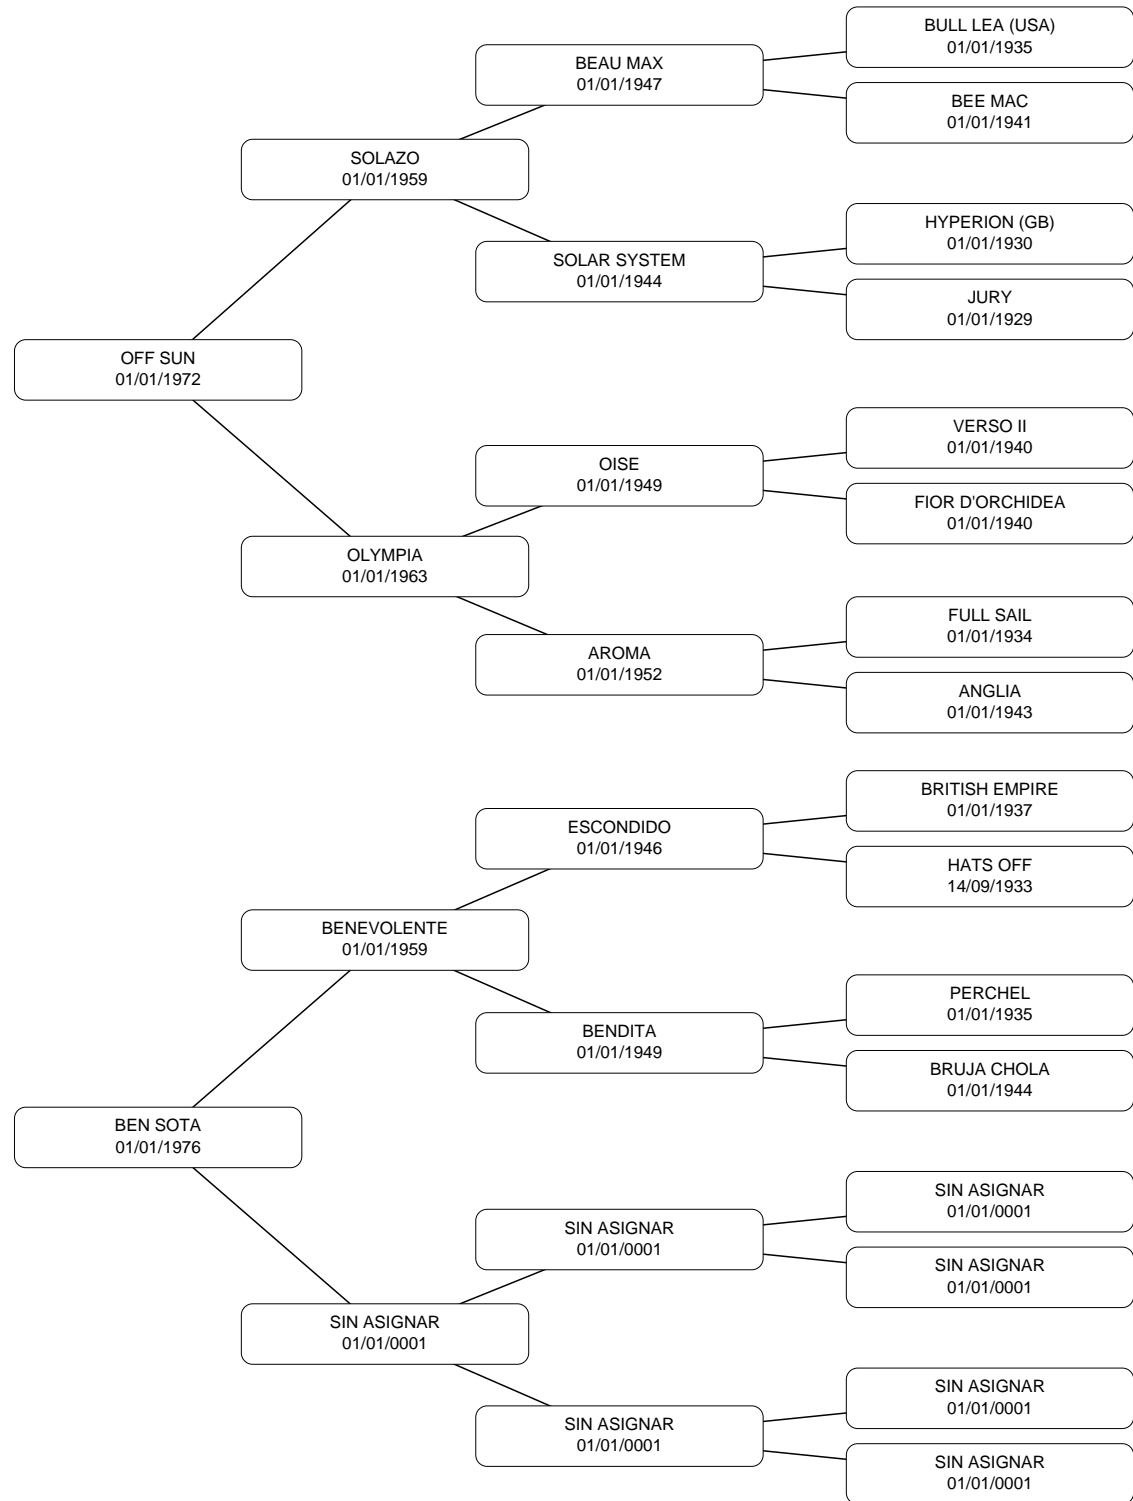 BULL LEA (USA)
01/01/1935
BEAU MAX
01/01/1947
BEE MAC
01/01/1941
SOLAZO
01/01/1959
HYPERION (GB)
01/01/1930
SOLAR SYSTEM
01/01/1944
JURY
01/01/1929
OFF SUN
01/01/1972
VERSO II
01/01/1940
OISE
01/01/1949
FIOR D'ORCHIDEA
01/01/1940
OLYMPIA
01/01/1963
FULL SAIL
01/01/1934
AROMA
01/01/1952
ANGLIA
01/01/1943
BRITISH EMPIRE
01/01/1937
ESCONDIDO
01/01/1946
HATS OFF
14/09/1933
BENEVOLENTE
01/01/1959
PERCHEL
01/01/1935
BENDITA
01/01/1949
BRUJA CHOLA
01/01/1944
BEN SOTA
01/01/1976
SIN ASIGNAR
01/01/0001
SIN ASIGNAR
01/01/0001
SIN ASIGNAR
01/01/0001
SIN ASIGNAR
01/01/0001
SIN ASIGNAR
01/01/0001
SIN ASIGNAR
01/01/0001
SIN ASIGNAR
01/01/0001